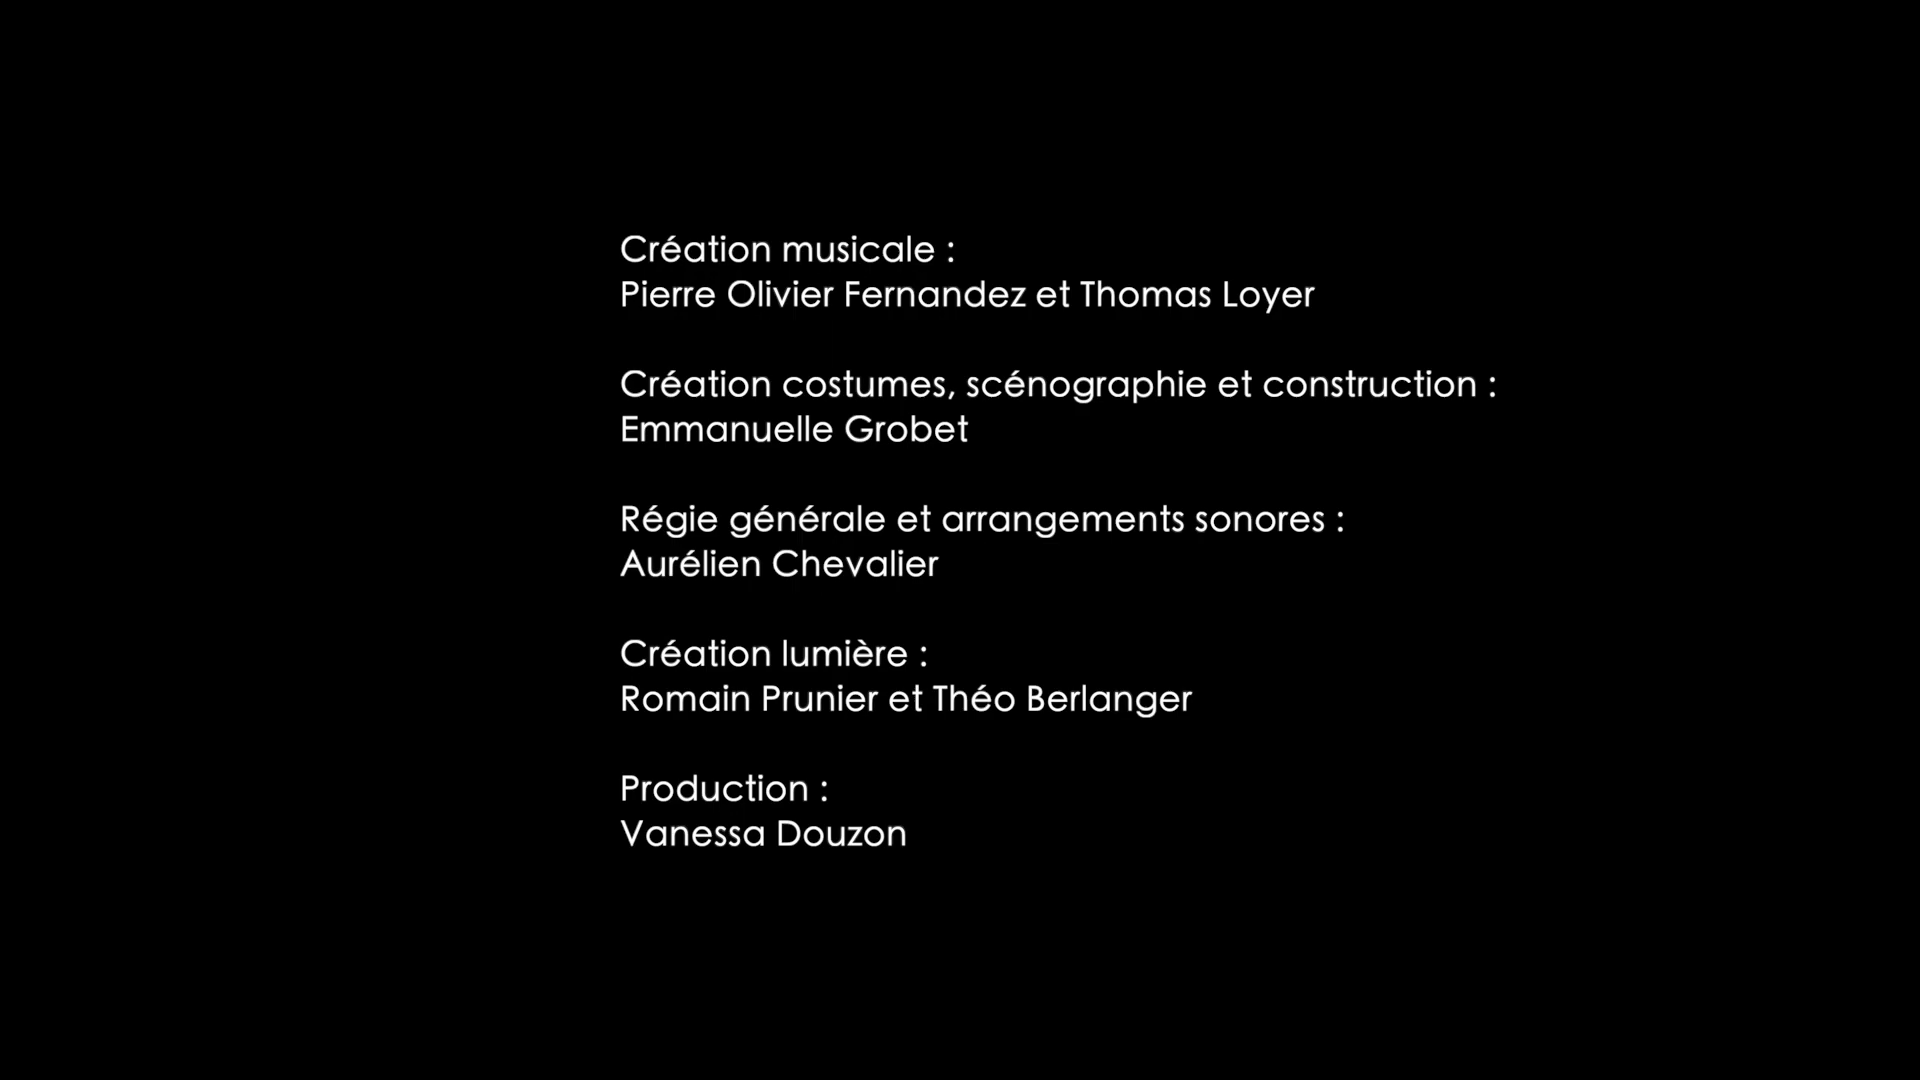 Création musicale :
Pierre Olivier Fernandez et Thomas Loyer
Création costumes, scénographie et construction :
Emmanuelle Grobet
Régie générale et arrangements sonores :
Aurélien Chevalier
Création lumière :
Romain Prunier et Théo Berlanger
Production :
Vanessa Douzon